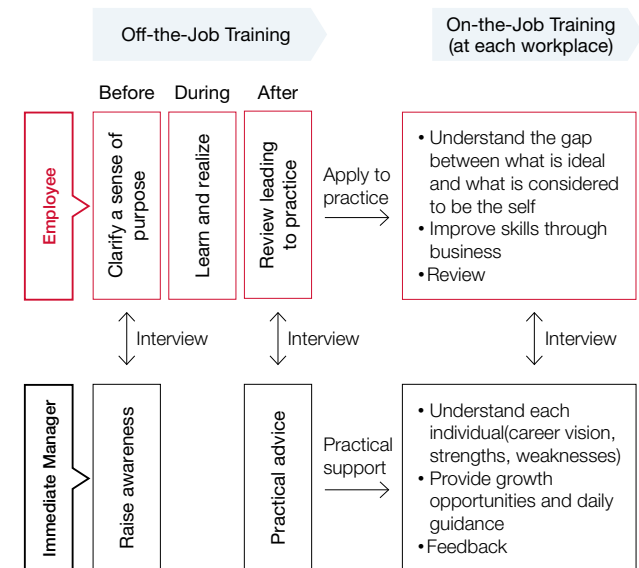 Off-the-Job Training
On-the-Job Training
(at each workplace)
Before
During
After
Employee
Clarify a sense of
purpose
Learn and realize
Review leading
to practice
Apply to
practice
• Understand the gap
between what is ideal
and what is considered
to be the self
• Improve skills through
business
• Review
Interview
Interview
Interview
Immediate Manager
Raise awareness
Practical advice
Practical
support
• Understand each
individual(career vision,
strengths, weaknesses)
• Provide growth
opportunities and daily
guidance
• Feedback